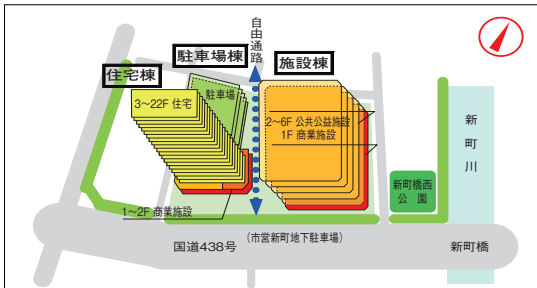 自由通路
駐車場棟
施設棟
住宅棟
駐車場
3〜22F 住宅
2〜6F 公共公益施設
1F 商業施設
新町川
新町橋西
公園
1〜2F 商業施設
(市営新町地下駐車場)
国道438号
新町橋